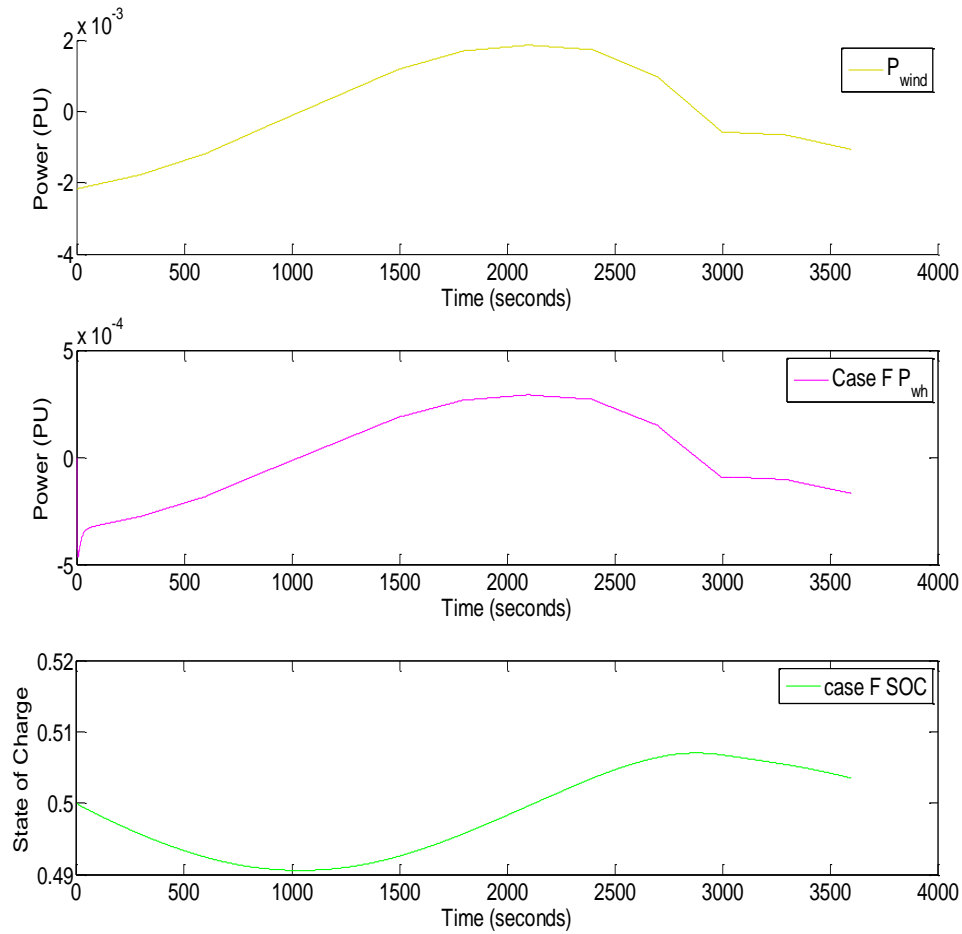 x 10^-3
2
0
-2
-4
Power (PU)
P_wind
0 500 1000 1500 2000 2500 3000 3500 4000
Time (seconds)
x 10^-4
5
0
-5
Power (PU)
Case F P_wh
0 500 1000 1500 2000 2500 3000 3500 4000
Time (seconds)
0.52
0.51
0.5
0.49
State of Charge
case F SOC
0 500 1000 1500 2000 2500 3000 3500 4000
Time (seconds)